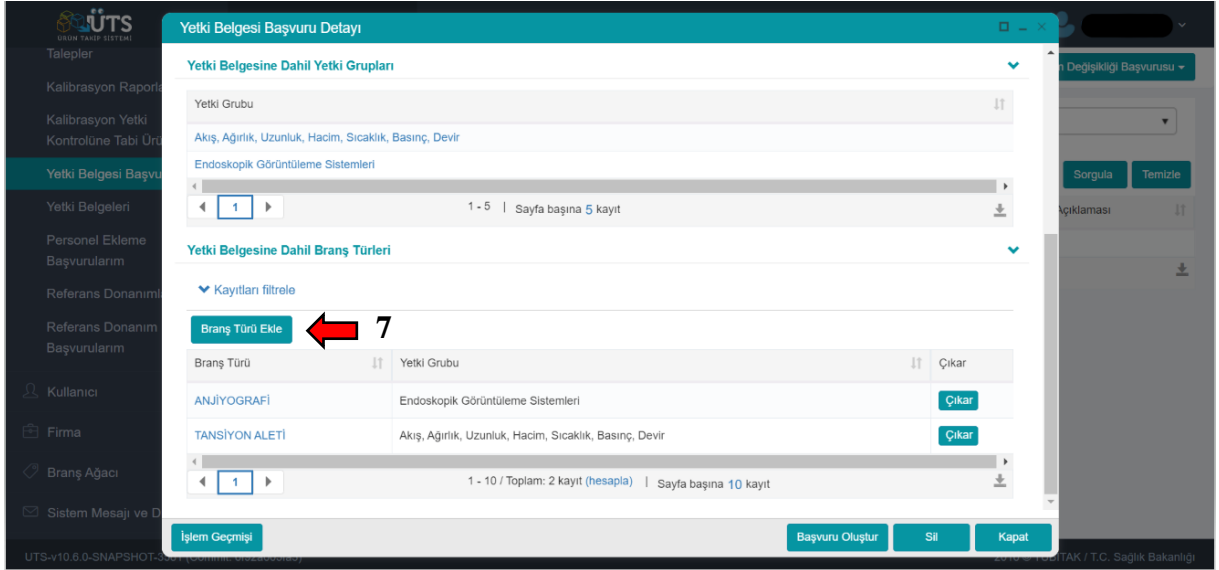 ÜTS
ÜRÜN TAKİP SİSTEMİ
Yetki Belgesi Başvuru Detayı
Talepler
Kalibrasyon Raporla
Kalibrasyon Yetki
Kontrolüne Tabi Ürü
Yetki Belgesi Başvu
Yetki Belgeleri
Personel Ekleme
Başvurularım
Referans Donanıml
Referans Donanım
Başvurularım
Kullanıcı
Firma
Branş Ağacı
Sistem Mesajı ve D
Yetki Belgesine Dahil Yetki Grupları
Yetki Grubu
Akış, Ağırlık, Uzunluk, Hacim, Sıcaklık, Basınç, Devir
Endoskopik Görüntüleme Sistemleri
1
1 - 5 | Sayfa başına 5 kayıt
Yetki Belgesine Dahil Branş Türleri
Kayıtları filtrele
Branş Türü Ekle 7
Branş Türü Yetki Grubu Çıkar
ANJİYOGRAFİ Endoskopik Görüntüleme Sistemleri Çıkar
TANSİYON ALETİ Akış, Ağırlık, Uzunluk, Hacim, Sıcaklık, Basınç, Devir Çıkar
1
1 - 10 / Toplam: 2 kayıt (hesapla) | Sayfa başına 10 kayıt
İşlem Geçmişi Başvuru Oluştur Sil Kapat
Değişikliği Başvurusu
Sorgula Temizle
Açıklaması
UTS-v10.6.0-SNAPSHOT
TÜBİTAK / T.C. Sağlık Bakanlığı